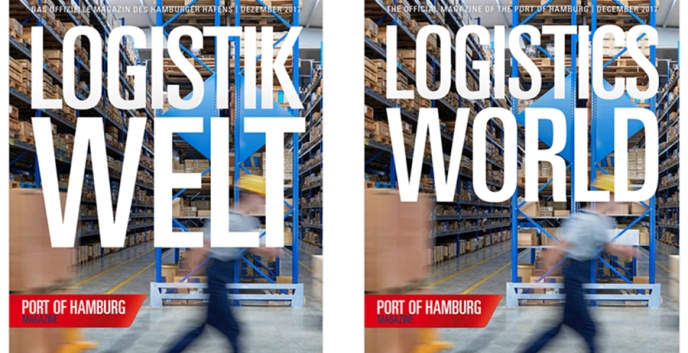 DAS OFFIZIELLE MAGAZIN DES HAMBURGER HAFENS | DEZEMBER 2017
LOGISTIK
WELT
PORT OF HAMBURG
MAGAZINE
THE OFFICIAL MAGAZINE OF THE PORT OF HAMBURG | DECEMBER 2017
LOGISTICS
WORLD
PORT OF HAMBURG
MAGAZINE